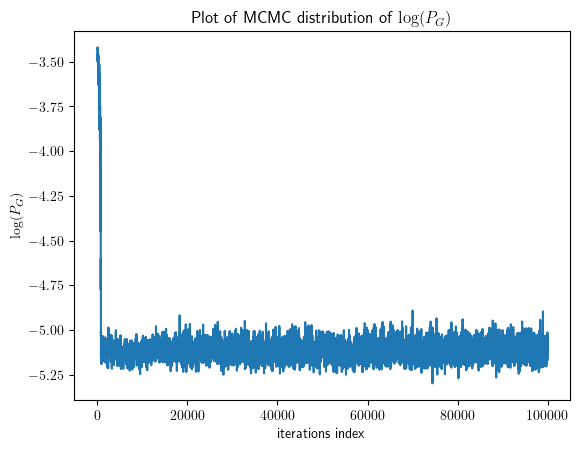 Plot of MCMC distribution of log(P_G)
−3.50
−3.75
−4.00
−4.25
−4.50
−4.75
−5.00
−5.25
log(P_G)
0 20000 40000 60000 80000 100000
iterations index